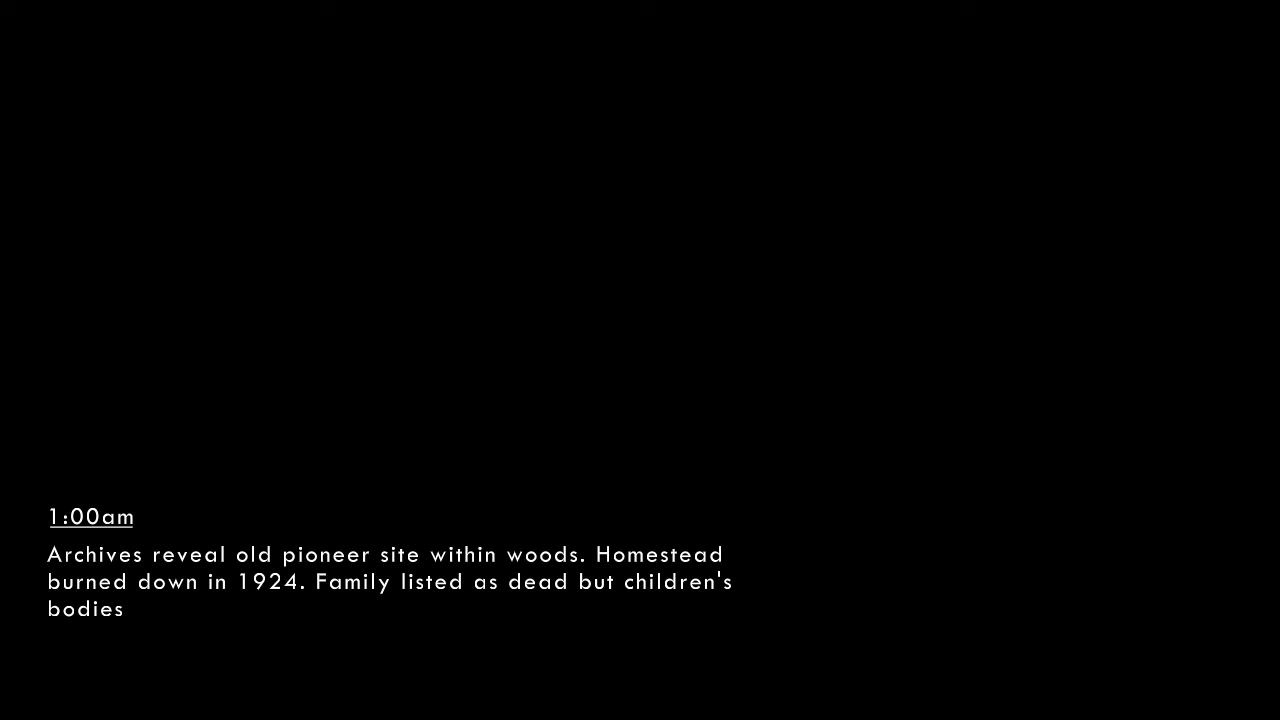 1:00am
Archives reveal old pioneer site within woods. Homestead
burned down in 1924. Family listed as dead but children's
bodies